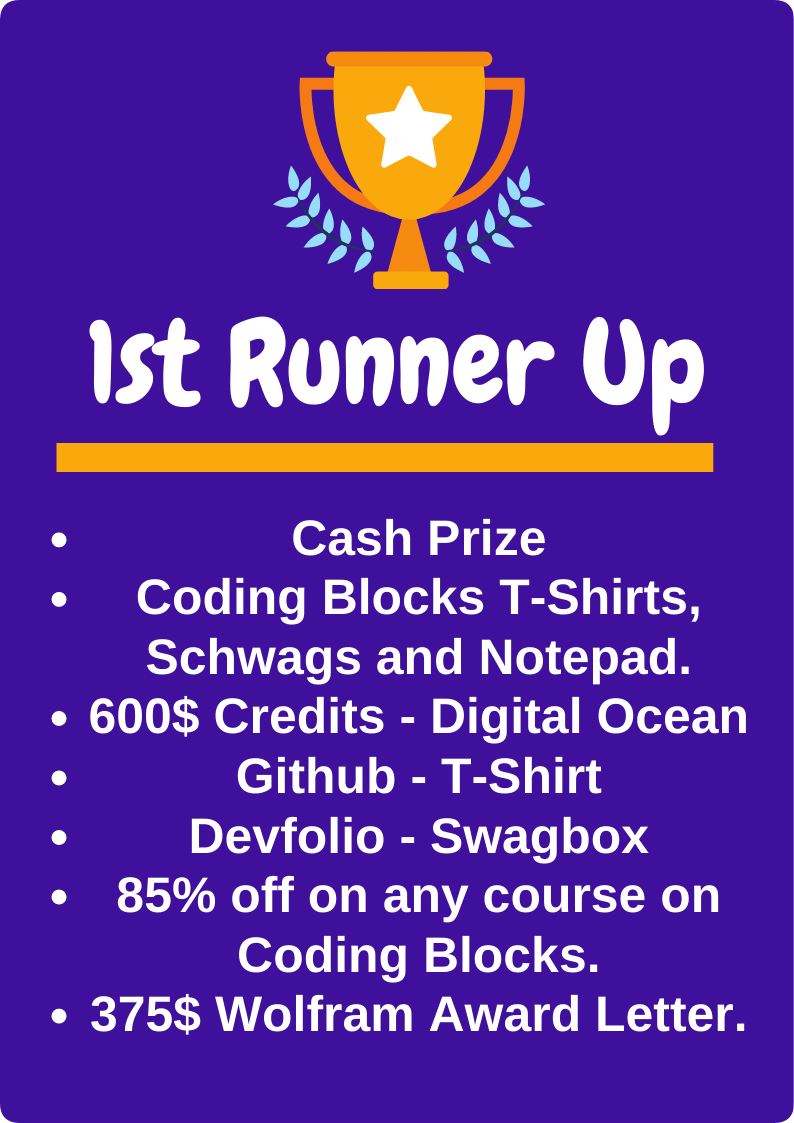 1st Runner Up
• Cash Prize
• Coding Blocks T-Shirts,
Schwags and Notepad.
• 600$ Credits - Digital Ocean
• Github - T-Shirt
• Devfolio - Swagbox
• 85% off on any course on
Coding Blocks.
• 375$ Wolfram Award Letter.